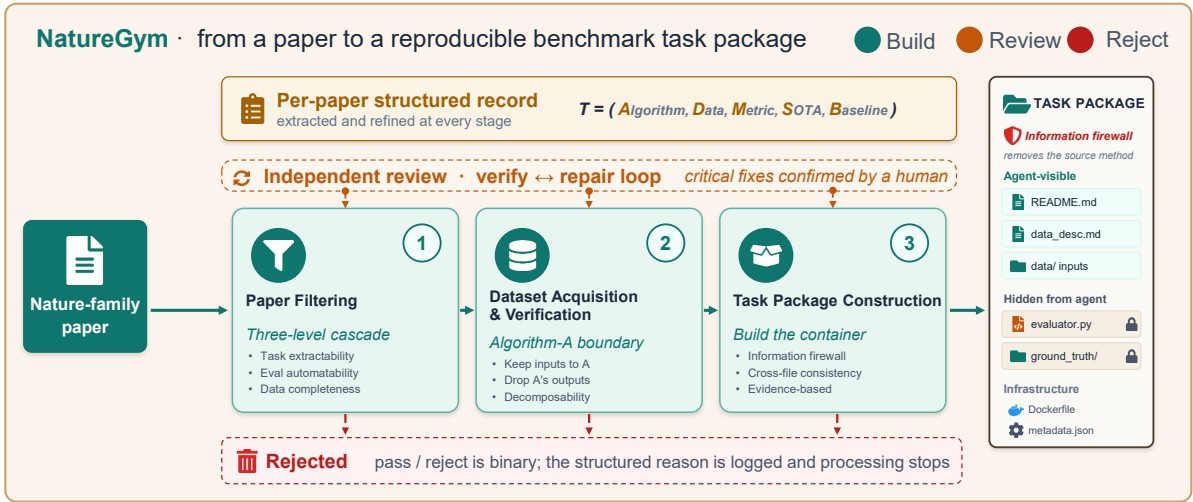 NatureGym · from a paper to a reproducible benchmark task package
Build
Review
Reject
Per-paper structured record
extracted and refined at every stage
T = ( Algorithm, Data, Metric, SOTA, Baseline )
Independent review · verify ↔ repair loop
critical fixes confirmed by a human
Nature-family
paper
1
Paper Filtering
Three-level cascade
• Task extractability
• Eval automatability
• Data completeness
2
Dataset Acquisition
& Verification
Algorithm-A boundary
• Keep inputs to A
• Drop A's outputs
• Decomposability
3
Task Package Construction
Build the container
• Information firewall
• Cross-file consistency
• Evidence-based
Rejected
pass / reject is binary; the structured reason is logged and processing stops
TASK PACKAGE
Information firewall
removes the source method
Agent-visible
README.md
data_desc.md
data/ inputs
Hidden from agent
evaluator.py
ground_truth/
Infrastructure
Dockerfile
metadata.json